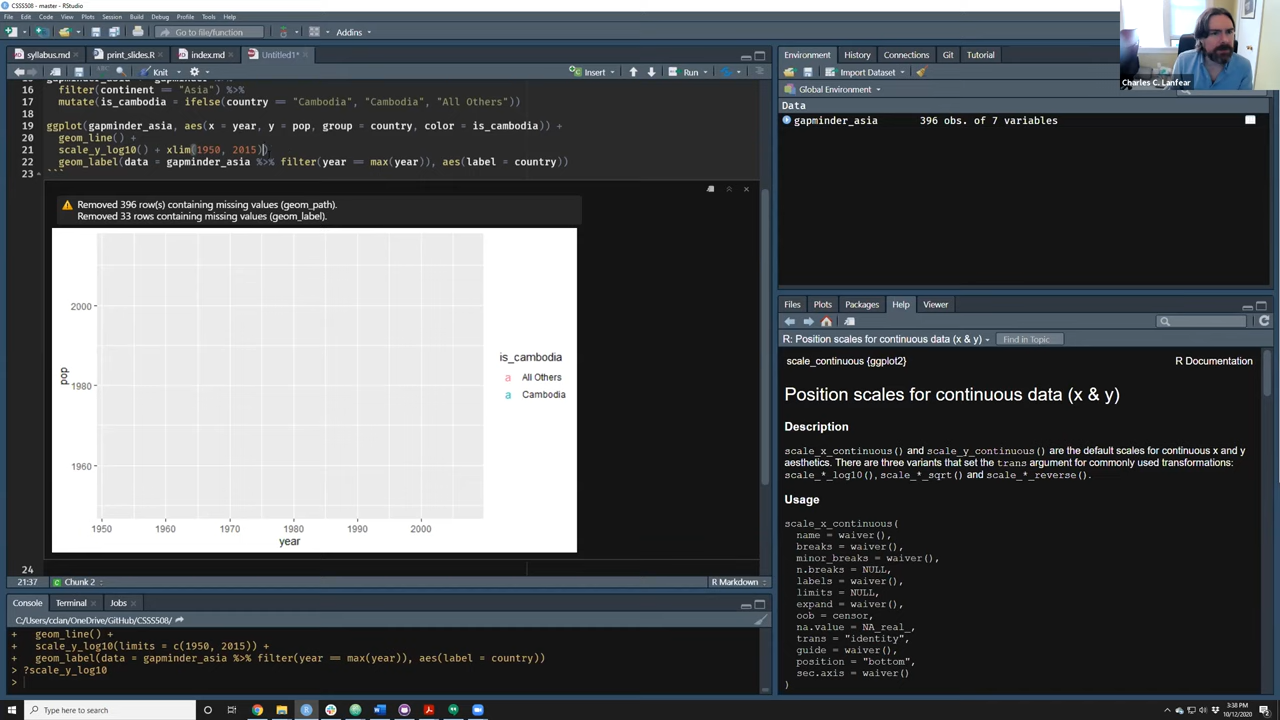 CSSS508 - master - RStudio
File Edit Code View Plots Session Build Debug Profile Tools Help
Go to file/function Addins
syllabus.md print_slides.R index.md Untitled1*
Knit Insert Run
16 filter(continent == "Asia") %>%
17 mutate(is_cambodia = ifelse(country == "Cambodia", "Cambodia", "All Others"))
18
19 ggplot(gapminder_asia, aes(x = year, y = pop, group = country, color = is_cambodia)) +
20 geom_line() +
21 scale_y_log10() + xlim(1950, 2015)
22 geom_label(data = gapminder_asia %>% filter(year == max(year)), aes(label = country))
23 ```
Removed 396 row(s) containing missing values (geom_path).
Removed 33 rows containing missing values (geom_label).
2000
1980
1960
pop
1950 1960 1970 1980 1990 2000
year
is_cambodia
a All Others
a Cambodia
24
21:37 Chunk 2 R Markdown
Console Terminal Jobs
C:/Users/cclan/OneDrive/GitHub/CSSS508/
+ geom_line() +
+ scale_y_log10(limits = c(1950, 2015)) +
+ geom_label(data = gapminder_asia %>% filter(year == max(year)), aes(label = country))
> ?scale_y_log10
>
Environment History Connections Git Tutorial
Import Dataset
Global Environment
Data
gapminder_asia 396 obs. of 7 variables
Charles C. Lanfear
Files Plots Packages Help Viewer
R: Position scales for continuous data (x & y) Find in Topic
scale_continuous {ggplot2} R Documentation
Position scales for continuous data (x & y)
Description
scale_x_continuous() and scale_y_continuous() are the default scales for continuous x and y
aesthetics. There are three variants that set the trans argument for commonly used transformations:
scale_*_log10(), scale_*_sqrt() and scale_*_reverse().
Usage
scale_x_continuous(
name = waiver(),
breaks = waiver(),
minor_breaks = waiver(),
n.breaks = NULL,
labels = waiver(),
limits = NULL,
expand = waiver(),
oob = censor,
na.value = NA_real_,
trans = "identity",
guide = waiver(),
position = "bottom",
sec.axis = waiver()
)
Type here to search
3:38 PM
10/12/2020